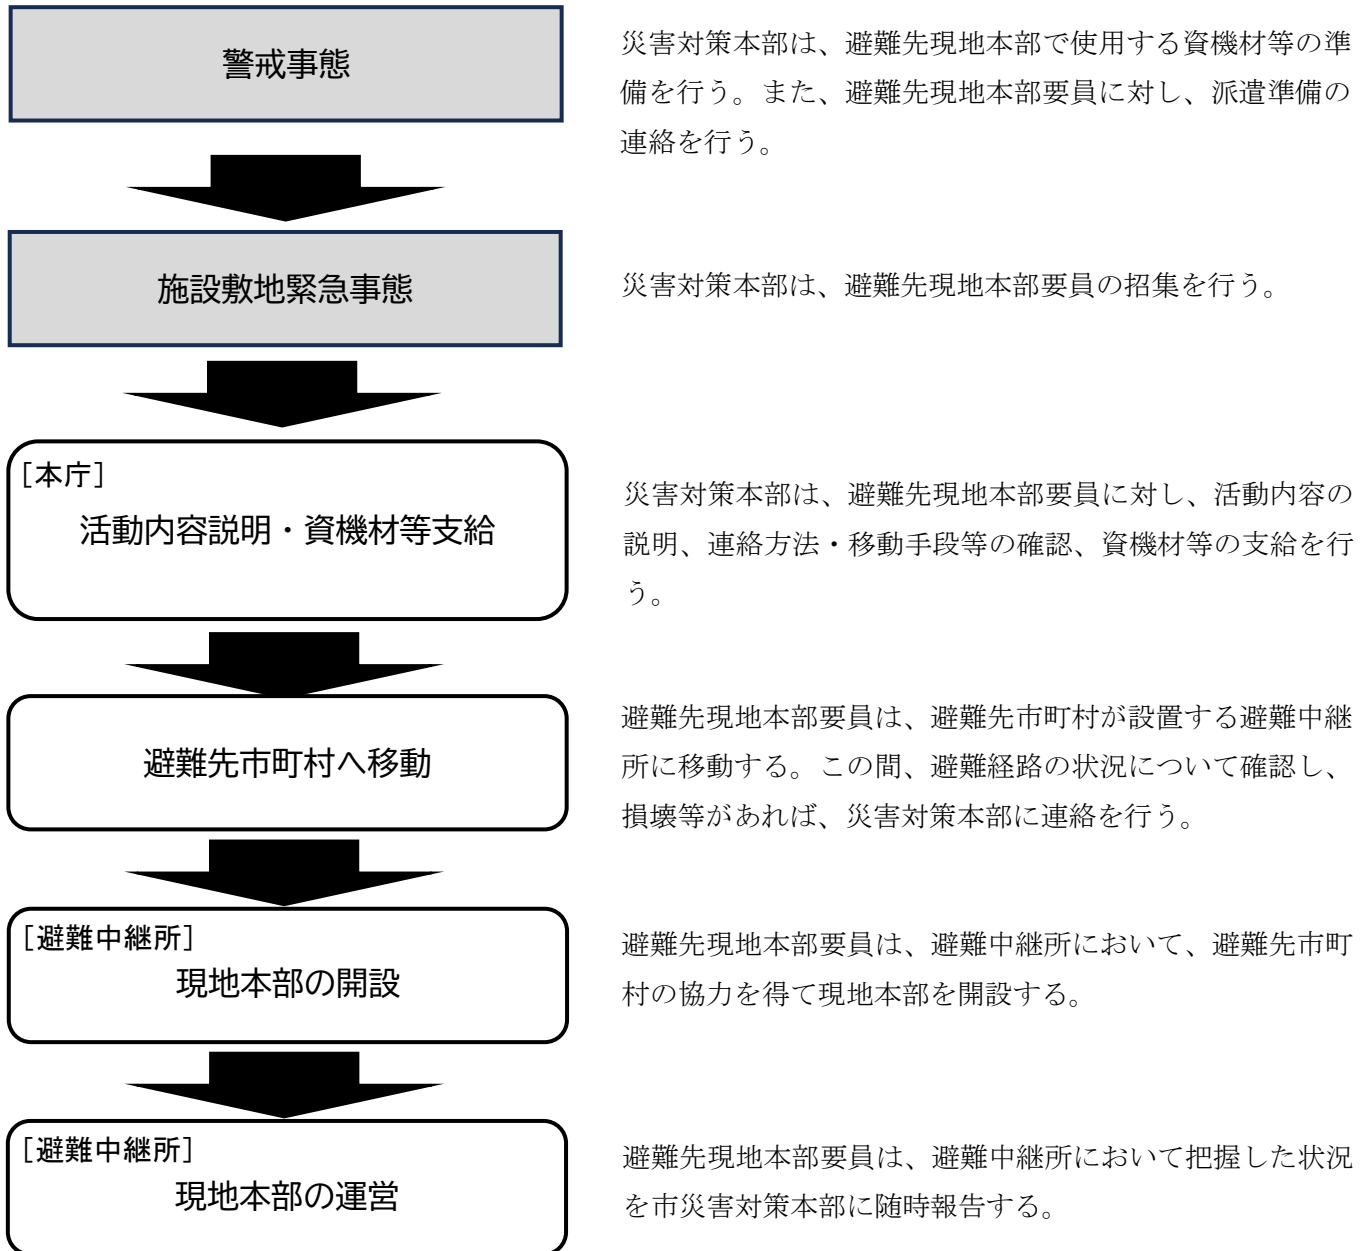 警戒事態
災害対策本部は、避難先現地本部で使用する資機材等の準
備を行う。また、避難先現地本部要員に対し、派遣準備の
連絡を行う。
施設敷地緊急事態
災害対策本部は、避難先現地本部要員の招集を行う。
［本庁］
活動内容説明・資機材等支給
災害対策本部は、避難先現地本部要員に対し、活動内容の
説明、連絡方法・移動手段等の確認、資機材等の支給を行
う。
避難先市町村へ移動
避難先現地本部要員は、避難先市町村が設置する避難中継
所に移動する。この間、避難経路の状況について確認し、
損壊等があれば、災害対策本部に連絡を行う。
［避難中継所］
現地本部の開設
避難先現地本部要員は、避難中継所において、避難先市町
村の協力を得て現地本部を開設する。
［避難中継所］
現地本部の運営
避難先現地本部要員は、避難中継所において把握した状況
を市災害対策本部に随時報告する。